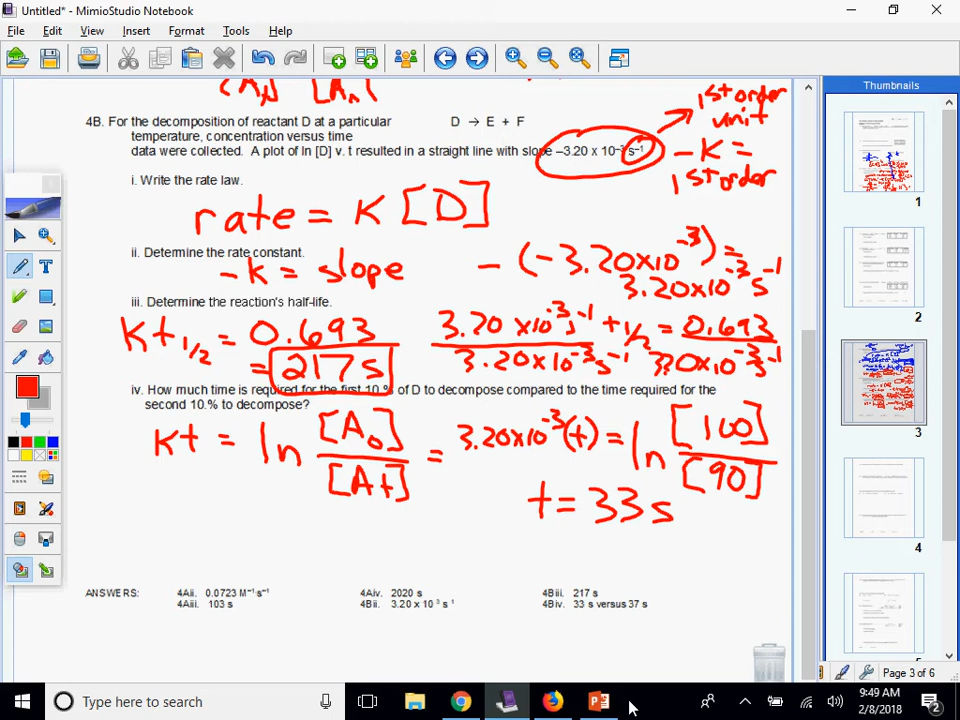 Untitled* - MimioStudio Notebook
File Edit View Insert Format Tools Help
Thumbnails
4B. For the decomposition of reactant D at a particular D → E + F
temperature, concentration versus time
data were collected. A plot of ln [D] v. t resulted in a straight line with slope –3.20 x 10⁻³ s⁻¹
1st order
unit
-K =
1st order
i. Write the rate law.
rate = K [D]
ii. Determine the rate constant.
-k = slope - (-3.20x10⁻³) =
3.20x10⁻³ s⁻¹
iii. Determine the reaction's half-life.
Kt 1/2 = 0.693 3.20 x10⁻³ s⁻¹ + 1/2 = 0.693
= 217 s 3.20x10⁻³ s⁻¹
iv. How much time is required for the first 10.% of D to decompose compared to the time required for the
second 10.% to decompose?
Kt = ln [A₀] = 3.20x10⁻³ (t) = ln [100]
[At] [90]
t = 33 s
ANSWERS: 4Aii. 0.0723 M⁻¹s⁻¹ 4Aiv. 2020 s 4Biii. 217 s
4Aiii. 103 s 4Bii. 3.20 x 10⁻³ s⁻¹ 4Biv. 33 s versus 37 s
1
2
3
4
Page 3 of 6
Type here to search
9:49 AM
2/8/2018
2